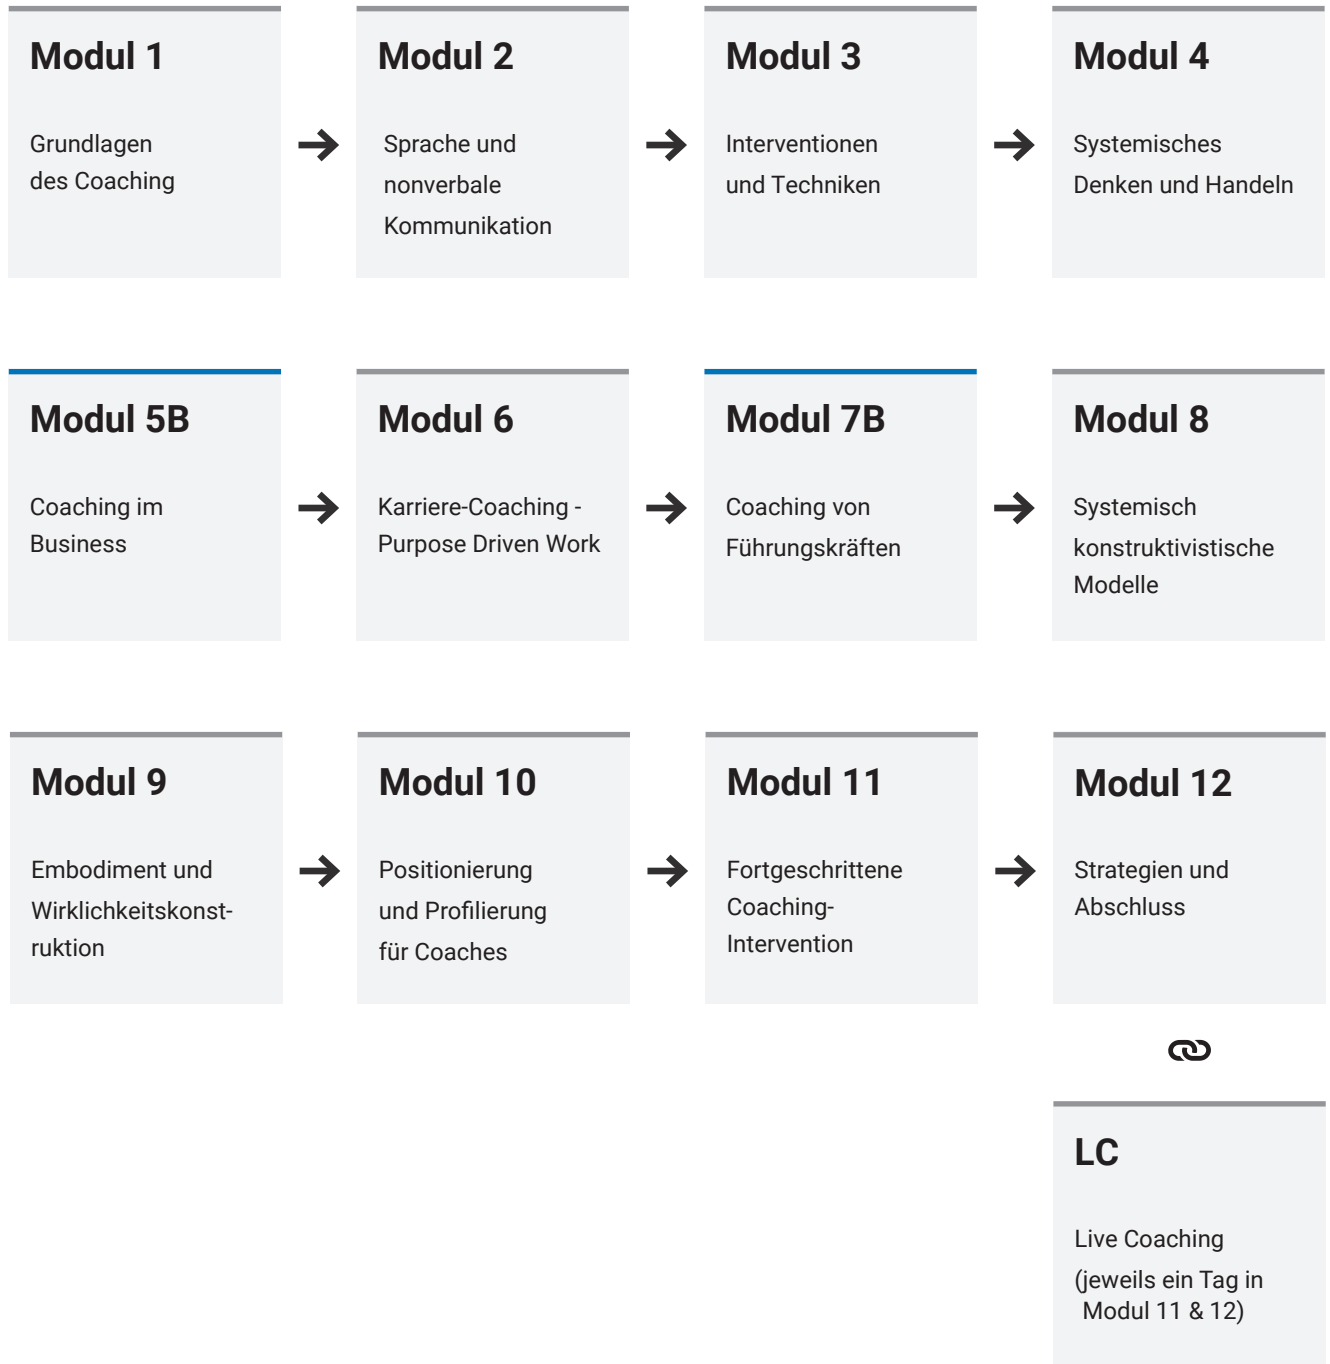 Modul 1
Grundlagen
des Coaching
Modul 2
Sprache und
nonverbale
Kommunikation
Modul 3
Interventionen
und Techniken
Modul 4
Systemisches
Denken und Handeln
Modul 5B
Coaching im
Business
Modul 6
Karriere-Coaching -
Purpose Driven Work
Modul 7B
Coaching von
Führungskräften
Modul 8
Systemisch
konstruktivistische
Modelle
Modul 9
Embodiment und
Wirklichkeitskonst-
ruktion
Modul 10
Positionierung
und Profilierung
für Coaches
Modul 11
Fortgeschrittene
Coaching-
Intervention
Modul 12
Strategien und
Abschluss
LC
Live Coaching
(jeweils ein Tag in
Modul 11 & 12)